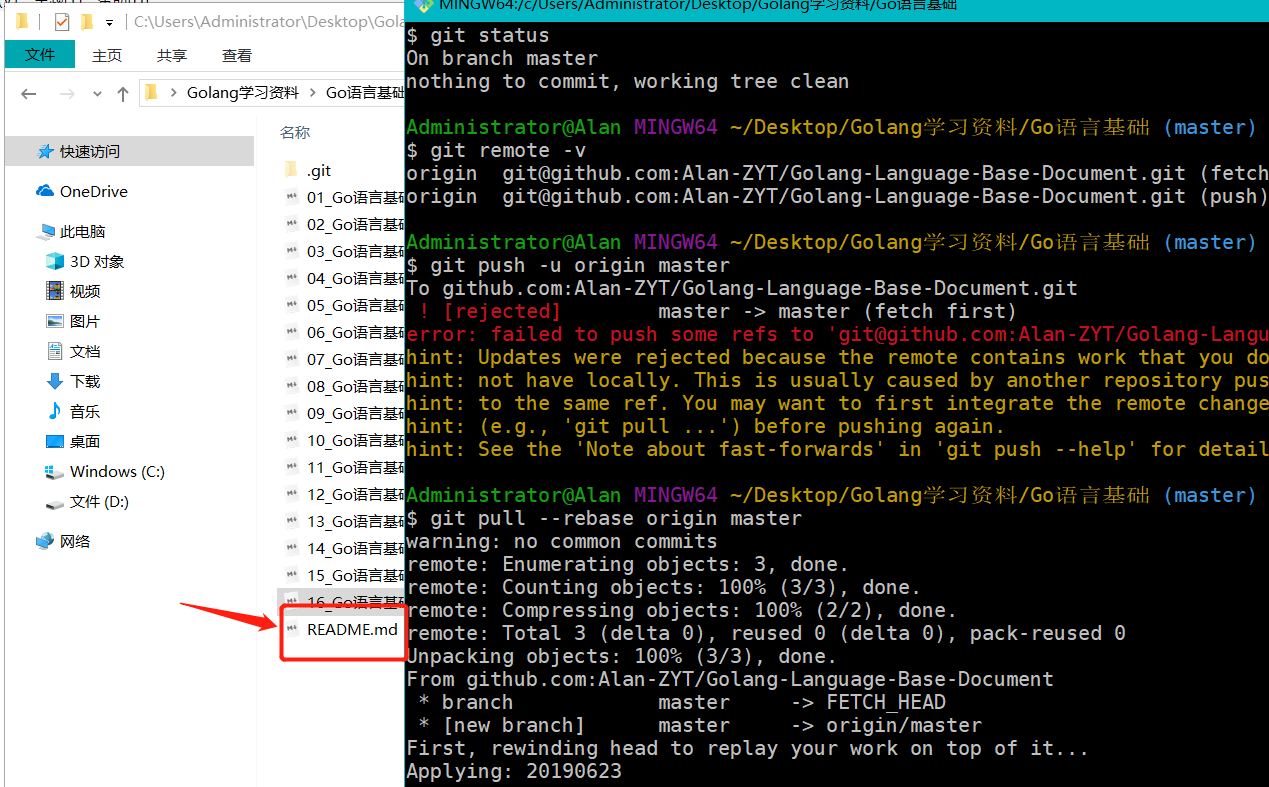 C:\Users\Administrator\Desktop\Gola
文件 主页 共享 查看
Golang学习资料 > Go语言基础
名称
快速访问
OneDrive
此电脑
3D 对象
视频
图片
文档
下载
音乐
桌面
Windows (C:)
文件 (D:)
网络
.git
01_Go语言基础
02_Go语言基础
03_Go语言基础
04_Go语言基础
05_Go语言基础
06_Go语言基础
07_Go语言基础
08_Go语言基础
09_Go语言基础
10_Go语言基础
11_Go语言基础
12_Go语言基础
13_Go语言基础
14_Go语言基础
15_Go语言基础
16_Go语言基础
README.md
MINGW64:/c/Users/Administrator/Desktop/Golang学习资料/Go语言基础
$ git status
On branch master
nothing to commit, working tree clean
Administrator@Alan MINGW64 ~/Desktop/Golang学习资料/Go语言基础 (master)
$ git remote -v
origin  git@github.com:Alan-ZYT/Golang-Language-Base-Document.git (fetch
origin  git@github.com:Alan-ZYT/Golang-Language-Base-Document.git (push)
Administrator@Alan MINGW64 ~/Desktop/Golang学习资料/Go语言基础 (master)
$ git push -u origin master
To github.com:Alan-ZYT/Golang-Language-Base-Document.git
 ! [rejected]        master -> master (fetch first)
error: failed to push some refs to 'git@github.com:Alan-ZYT/Golang-Langu
hint: Updates were rejected because the remote contains work that you do
hint: not have locally. This is usually caused by another repository pus
hint: to the same ref. You may want to first integrate the remote change
hint: (e.g., 'git pull ...') before pushing again.
hint: See the 'Note about fast-forwards' in 'git push --help' for detail
Administrator@Alan MINGW64 ~/Desktop/Golang学习资料/Go语言基础 (master)
$ git pull --rebase origin master
warning: no common commits
remote: Enumerating objects: 3, done.
remote: Counting objects: 100% (3/3), done.
remote: Compressing objects: 100% (2/2), done.
remote: Total 3 (delta 0), reused 0 (delta 0), pack-reused 0
Unpacking objects: 100% (3/3), done.
From github.com:Alan-ZYT/Golang-Language-Base-Document
 * branch            master     -> FETCH_HEAD
 * [new branch]      master     -> origin/master
First, rewinding head to replay your work on top of it...
Applying: 20190623